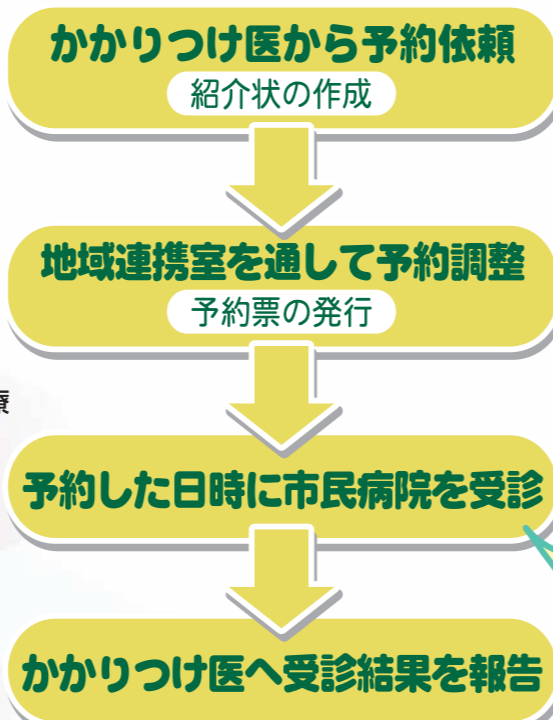 かかりつけ医から予約依頼
紹介状の作成
地域連携室を通して予約調整
予約票の発行
療
予約した日時に市民病院を受診
かかりつけ医へ受診結果を報告